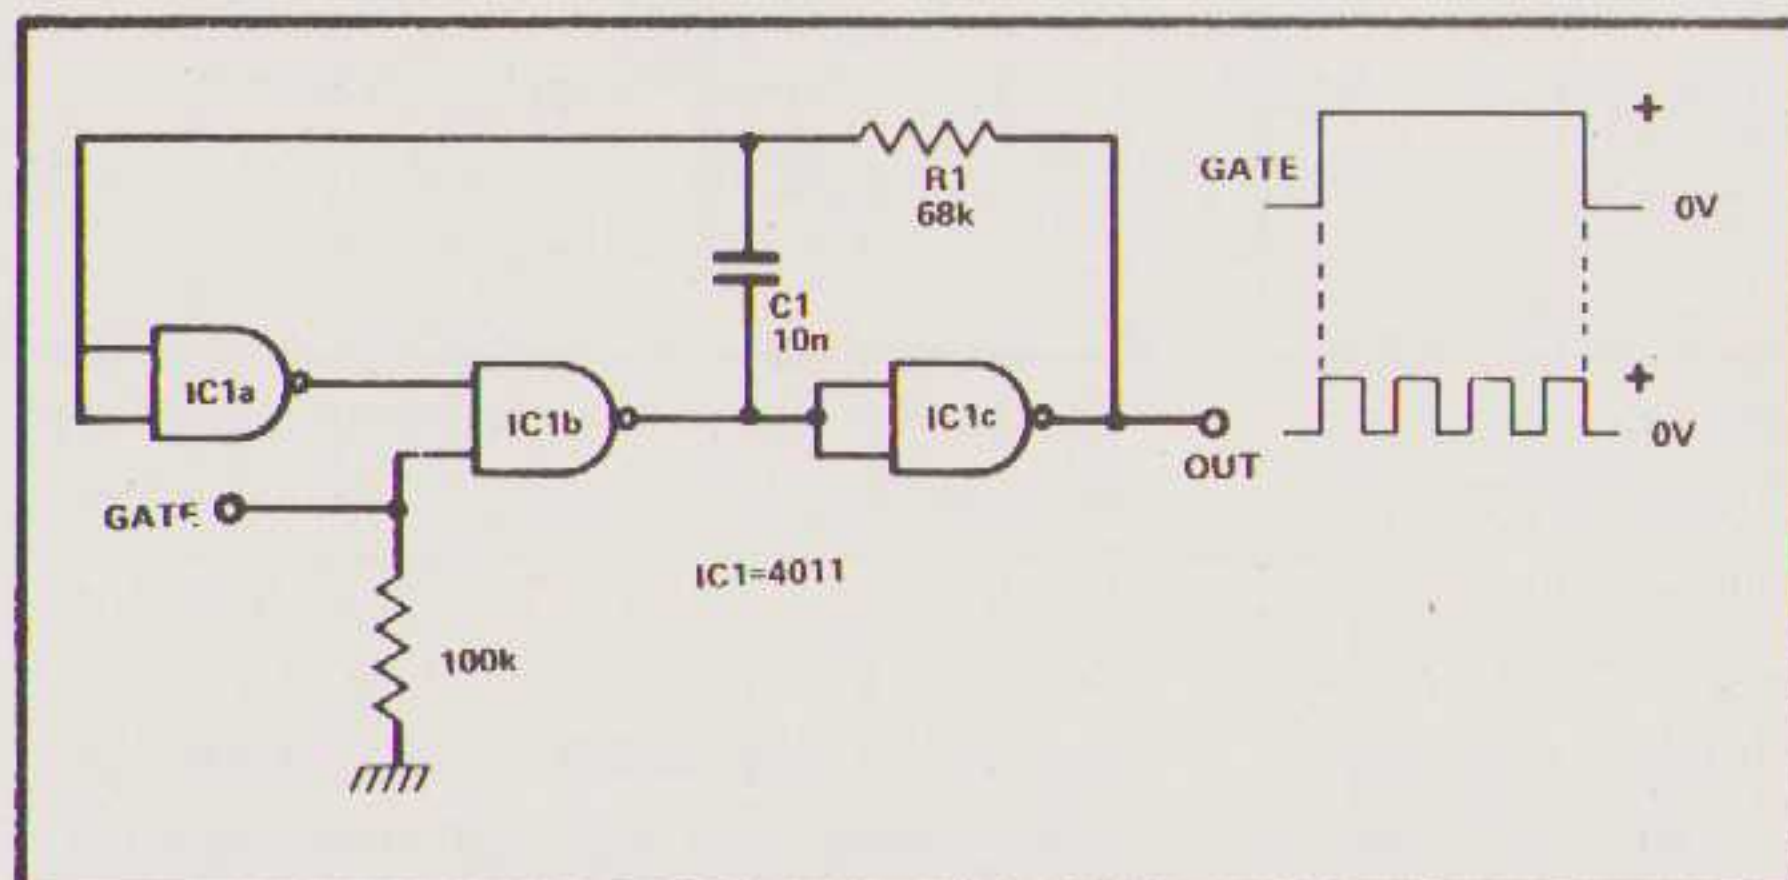 R1
68k
C1
10n
IC1a
IC1b
IC1c
OUT
GATE
100k
IC1=4011
GATE
+
0V
+
0V